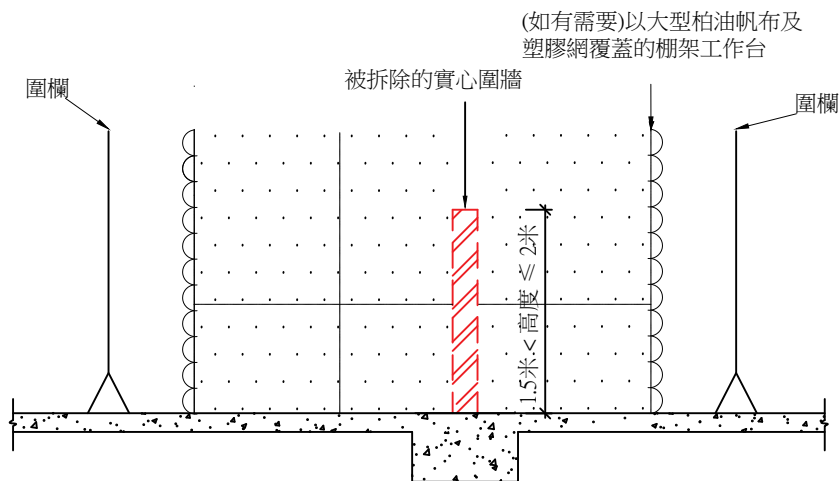 (如有需要)以大型柏油帆布及
塑膠網覆蓋的棚架工作台
被拆除的實心圍牆
圍欄
圍欄
1.5米 < 高度 ≤ 2米